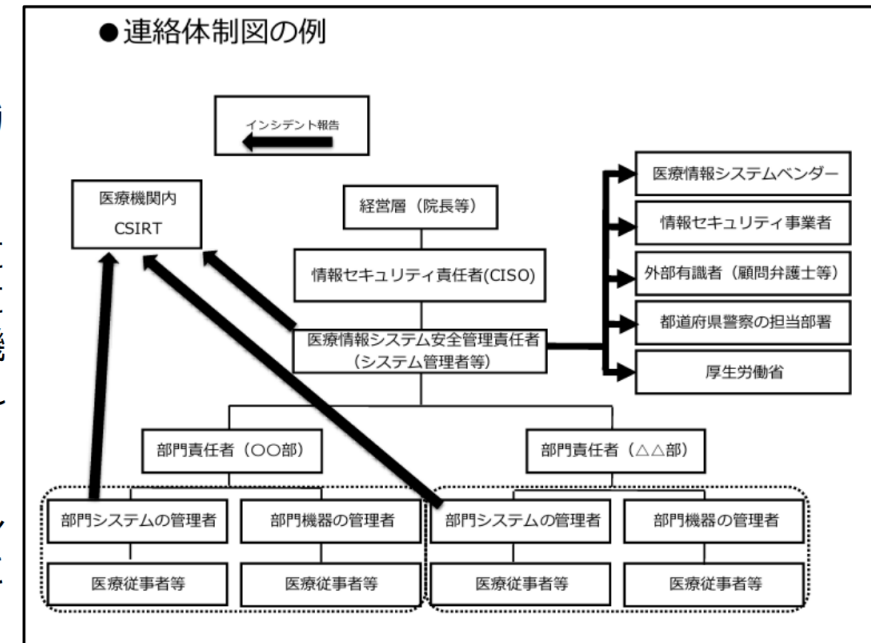 ●連絡体制図の例
インシデント報告
医療機関内
CSIRT
経営層（院長等）
情報セキュリティ責任者(CISO)
医療情報システム安全管理責任者
（システム管理者等）
医療情報システムベンダー
情報セキュリティ事業者
外部有識者（顧問弁護士等）
都道府県警察の担当部署
厚生労働省
部門責任者（〇〇部）
部門責任者（△△部）
部門システムの管理者
部門機器の管理者
部門システムの管理者
部門機器の管理者
医療従事者等
医療従事者等
医療従事者等
医療従事者等